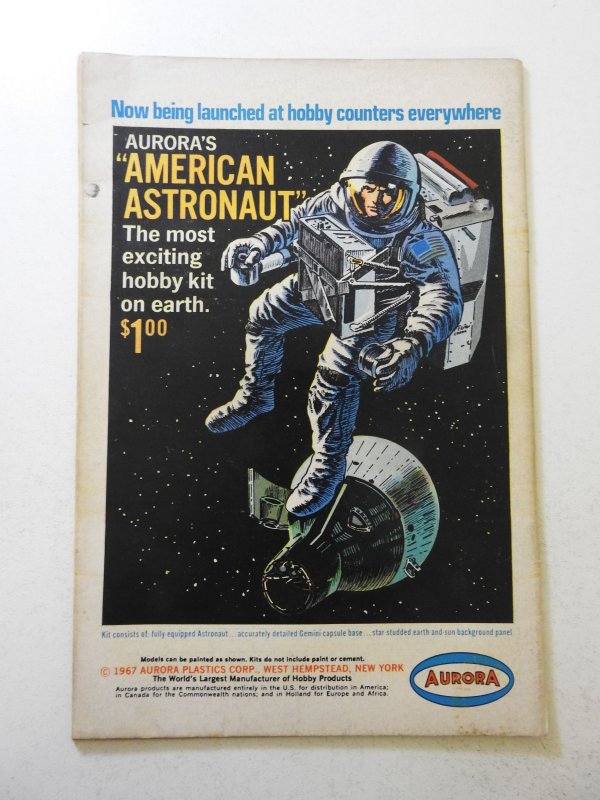 Now being launched at hobby counters everywhere
AURORA'S
"AMERICAN
ASTRONAUT"
The most
exciting
hobby kit
on earth.
$100
Kit consists of: fully equipped Astronaut...accurately detailed Gemini capsule base...star studded earth and sun background panel
Models can be painted as shown. Kits do not include paint or cement.
© 1967 AURORA PLASTICS CORP., WEST HEMPSTEAD, NEW YORK
The World's Largest Manufacturer of Hobby Products
Aurora products are manufactured entirely in the U.S. for distribution in America;
in Canada for the Commonwealth nations; and in Holland for Europe and Africa.
AURORA